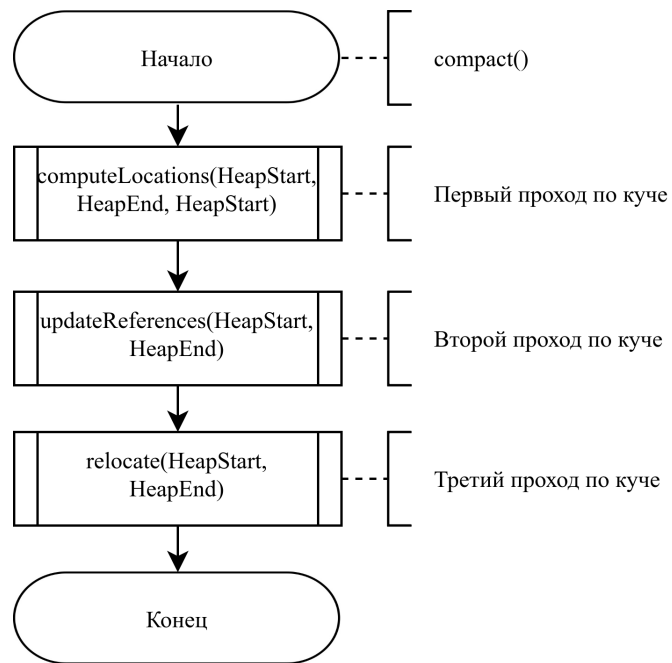 Начало
compact()
computeLocations(HeapStart,
HeapEnd, HeapStart)
Первый проход по куче
updateReferences(HeapStart,
HeapEnd)
Второй проход по куче
relocate(HeapStart,
HeapEnd)
Третий проход по куче
Конец